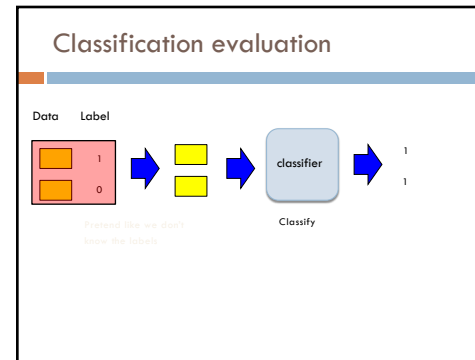 Classification evaluation
Data Label
1
0
classifier
1
1
Classify
Pretend like we don't
know the labels